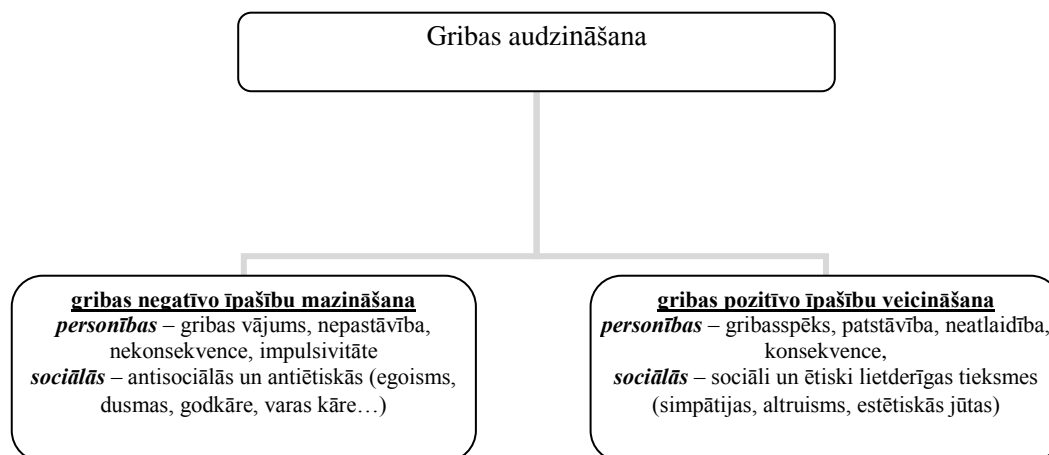 Gribas audzināšana
gribas negatīvo īpašību mazināšana
personības – gribas vājums, nepastāvība,
nekonsekvence, impulsivitāte
sociālās – antisociālās un antiētiskās (egoisms,
dusmas, godkāre, varas kāre…)
gribas pozitīvo īpašību veicināšana
personības – gribasspēks, patstāvība, neatlaidība,
konsekvence,
sociālās – sociāli un ētiski lietderīgas tieksmes
(simpātijas, altruisms, estētiskās jūtas)